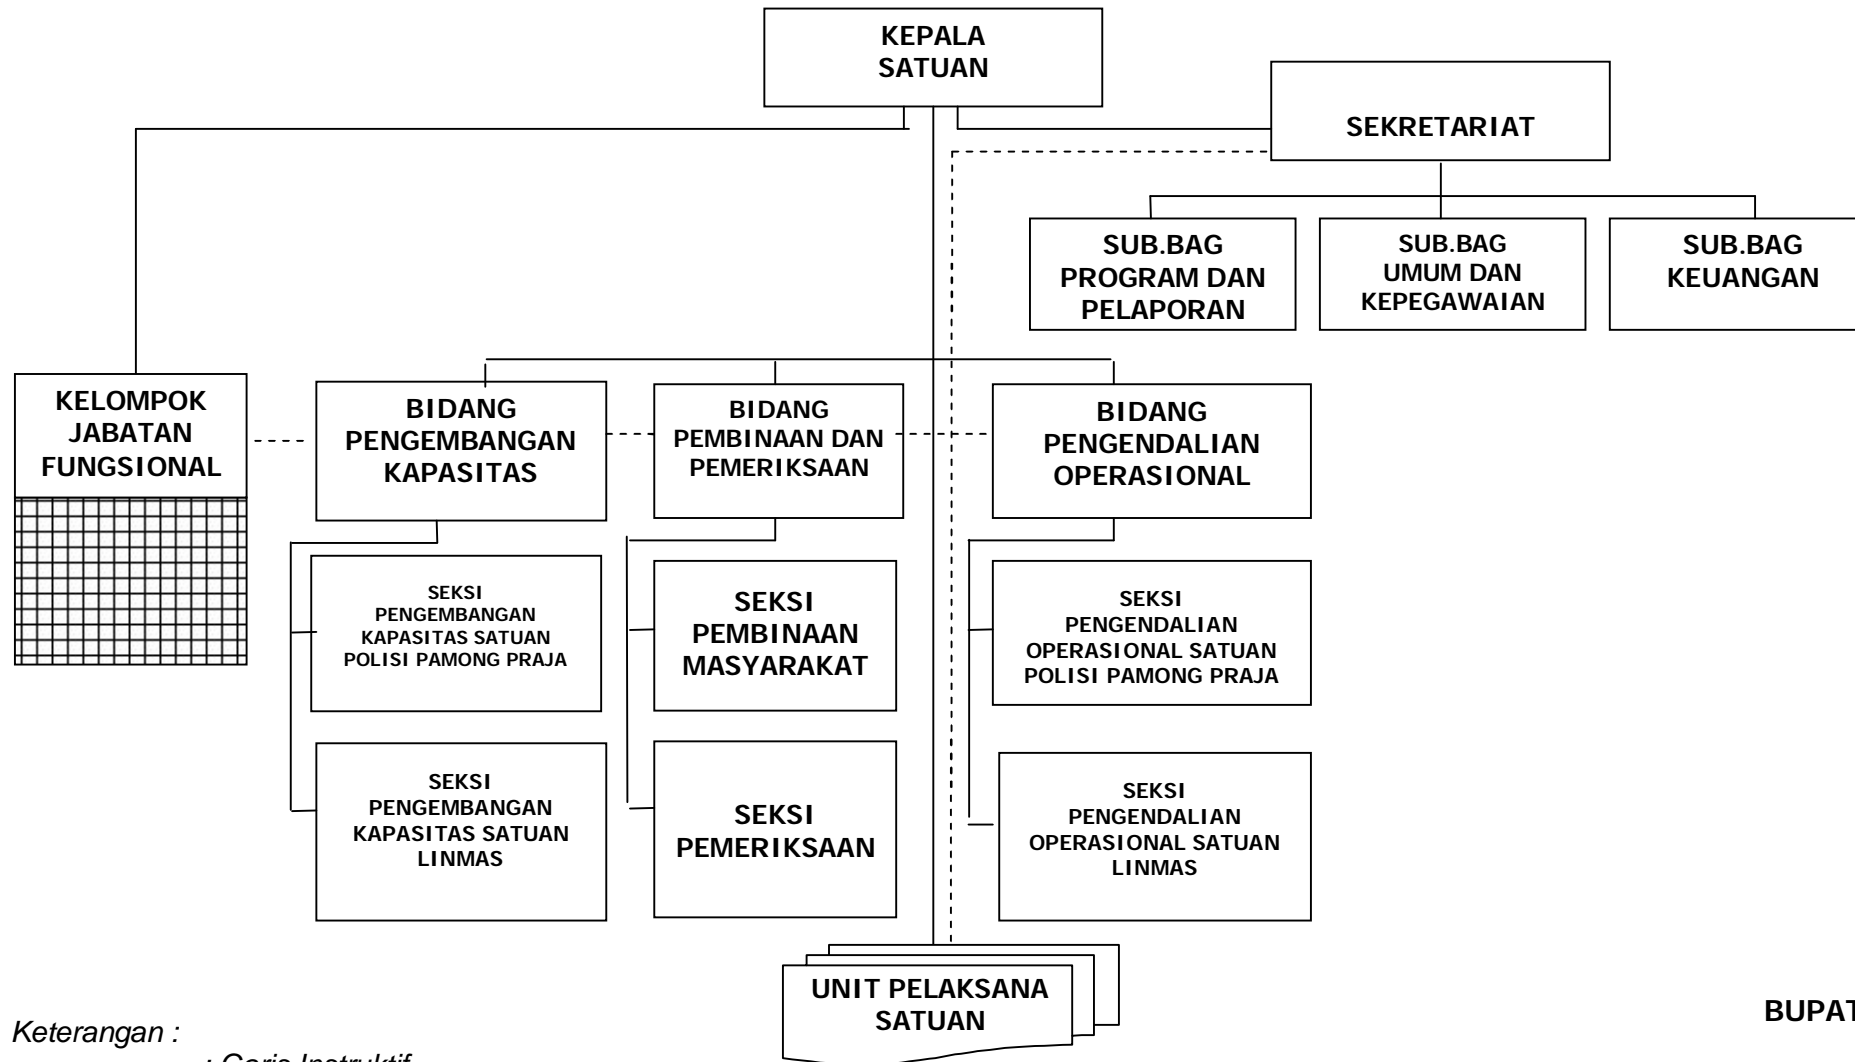 KEPALA
SATUAN
SEKRETARIAT
SUB.BAG
PROGRAM DAN
PELAPORAN
SUB.BAG
UMUM DAN
KEPEGAWAIAN
SUB.BAG
KEUANGAN
KELOMPOK
JABATAN
FUNGSIONAL
BIDANG
PENGEMBANGAN
KAPASITAS
BIDANG
PEMBINAAN DAN
PEMERIKSAAN
BIDANG
PENGENDALIAN
OPERASIONAL
SEKSI
PENGEMBANGAN
KAPASITAS SATUAN
POLISI PAMONG PRAJA
SEKSI
PEMBINAAN
MASYARAKAT
SEKSI
PENGENDALIAN
OPERASIONAL SATUAN
POLISI PAMONG PRAJA
SEKSI
PENGEMBANGAN
KAPASITAS SATUAN
LINMAS
SEKSI
PEMERIKSAAN
SEKSI
PENGENDALIAN
OPERASIONAL SATUAN
LINMAS
UNIT PELAKSANA
SATUAN
BUPAT
Keterangan :
: Garis Instruktif